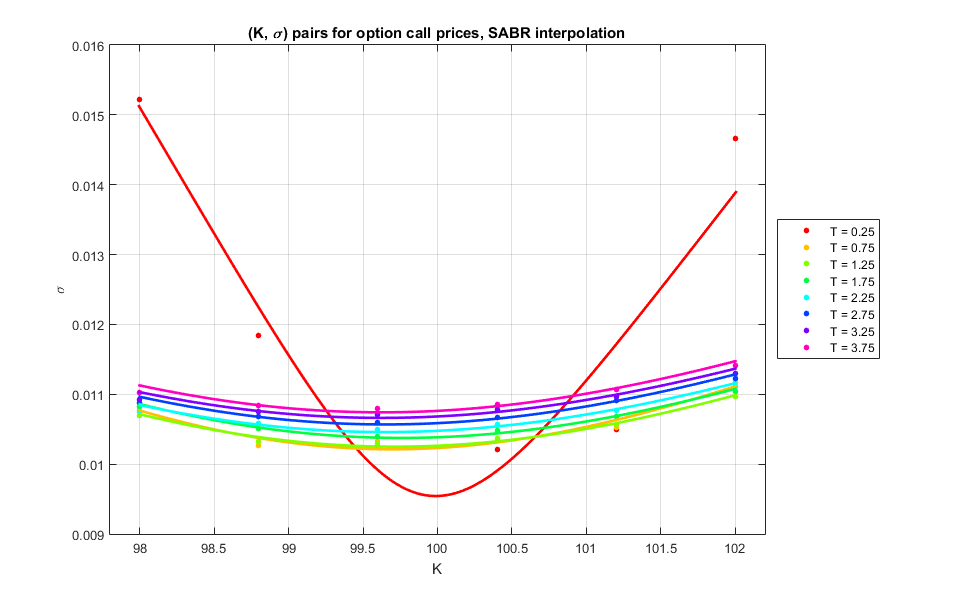 (K, σ) pairs for option call prices, SABR interpolation
0.016
0.015
0.014
0.013
0.012
0.011
0.01
0.009
σ
98
98.5
99
99.5
100
100.5
101
101.5
102
K
T = 0.25
T = 0.75
T = 1.25
T = 1.75
T = 2.25
T = 2.75
T = 3.25
T = 3.75